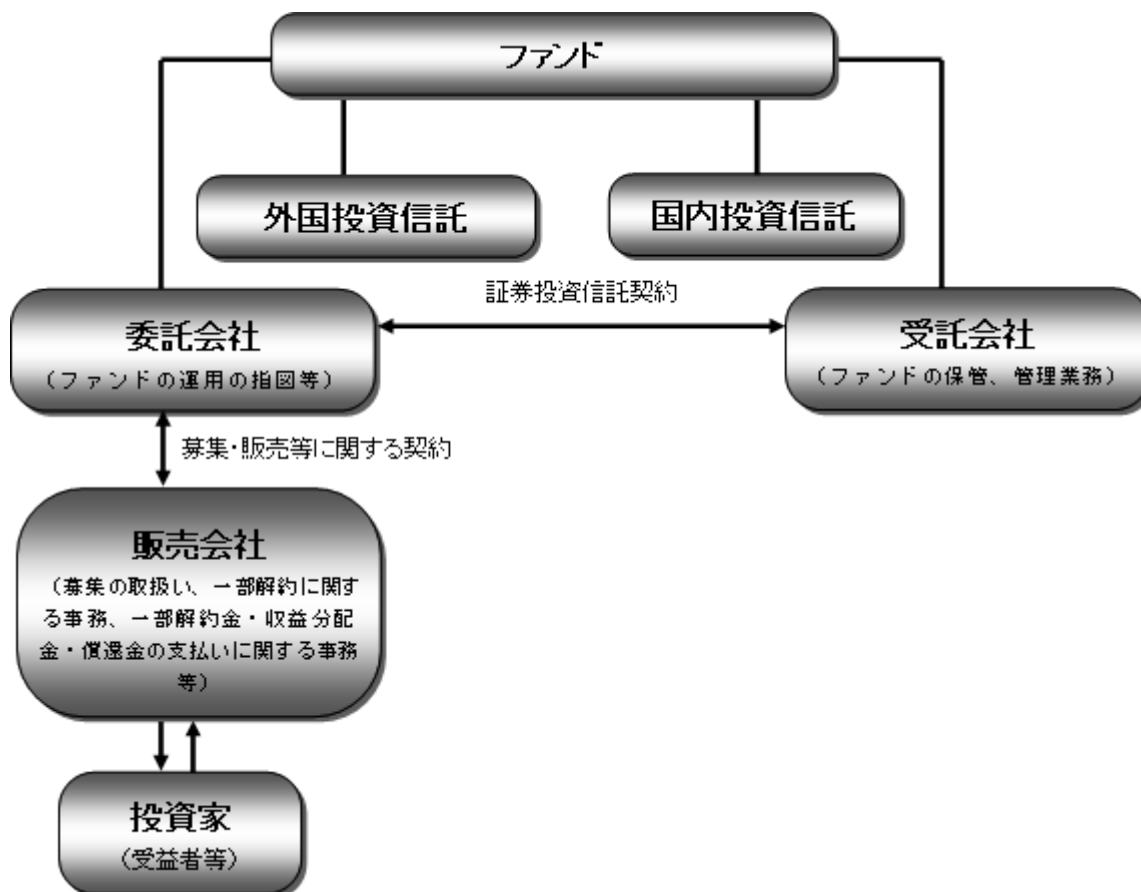 ファンド
外国投資信託
国内投資信託
証券投資信託契約
委託会社
（ファンドの運用の指図等）
受託会社
（ファンドの保管、管理業務）
募集・販売等に関する契約
販売会社
（募集の取扱い、一部解約に関す
る事務、一部解約金・収益分配
金・償還金の支払いに関する事務
等）
投資家
（受益者等）